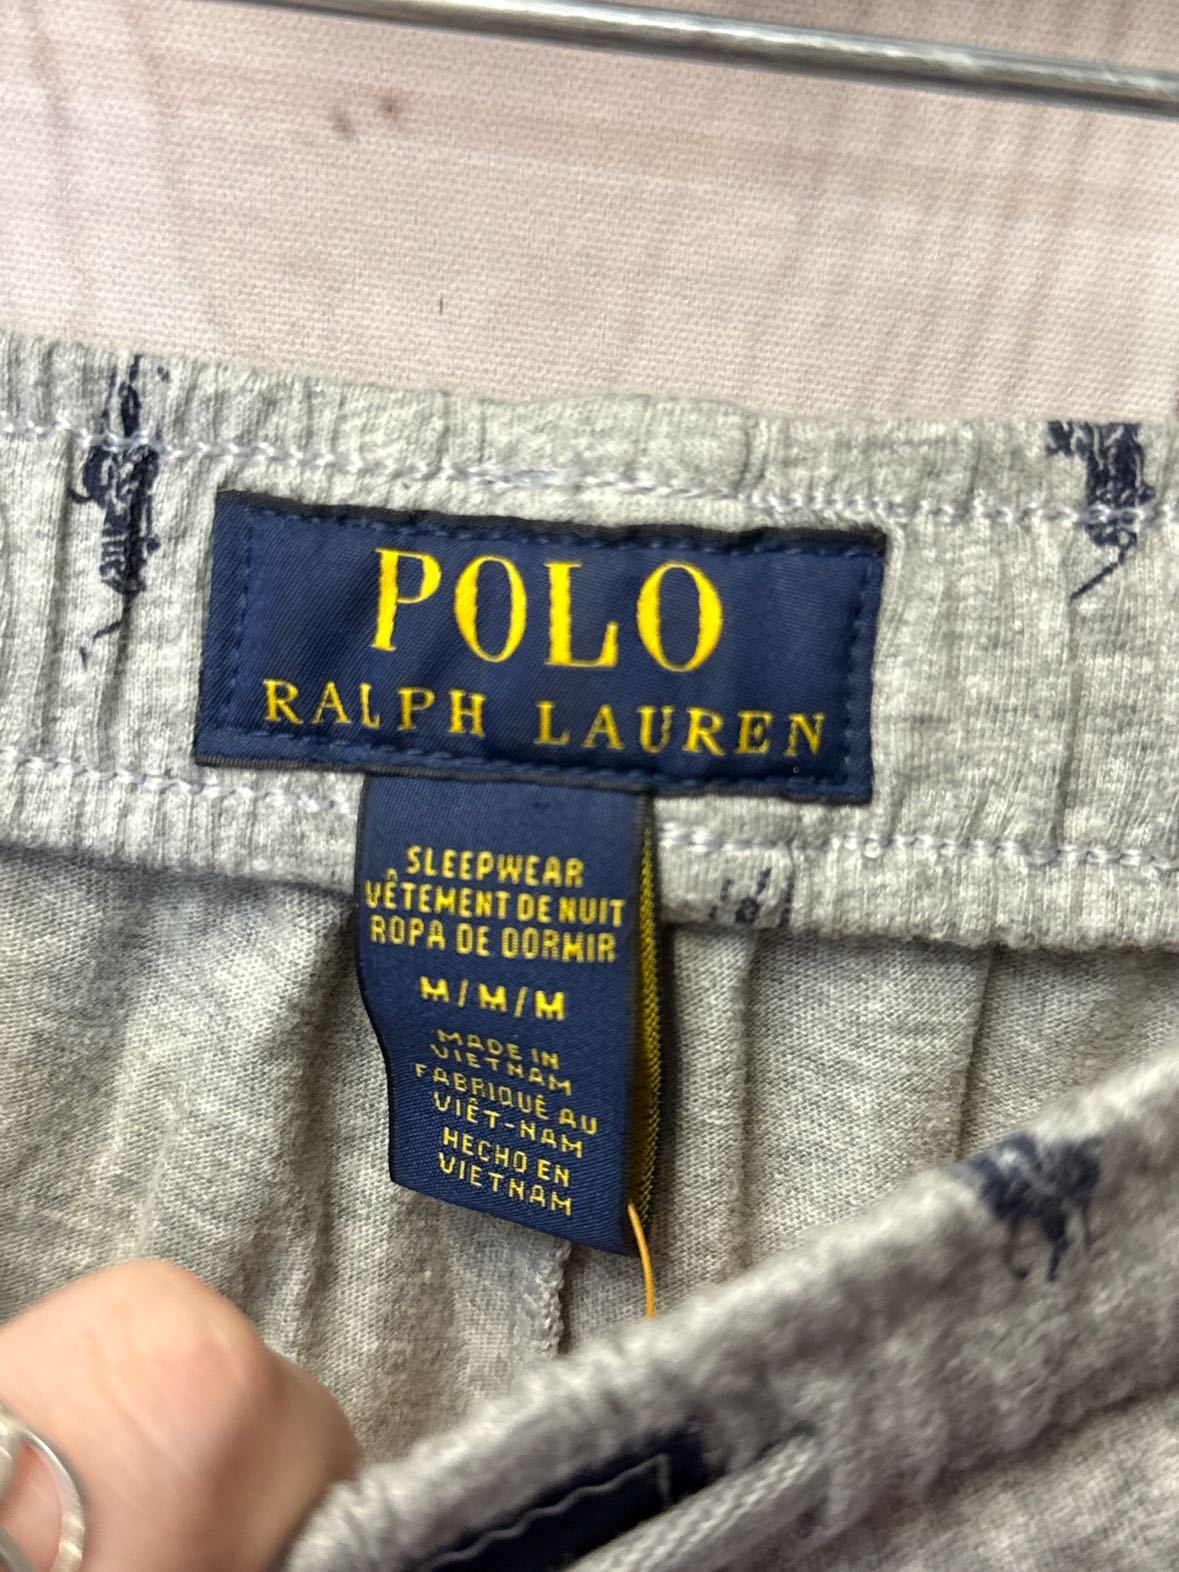 POLO
RALPH LAUREN
SLEEPWEAR
VÊTEMENT DE NUIT
ROPA DE DORMIR
M/M/M
MADE IN
VIETNAM
FABRIQUÉ AU
VIÊT-NAM
HECHO EN
VIETNAM